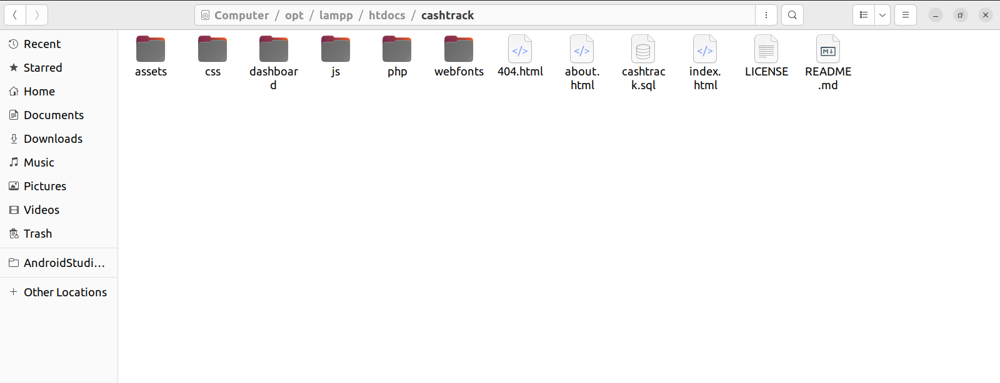 Computer / opt / lampp / htdocs / cashtrack
Recent
Starred
Home
Documents
Downloads
Music
Pictures
Videos
Trash
AndroidStudi...
Other Locations
assets
css
dashboar
d
js
php
webfonts
404.html
about.
html
cashtrac
k.sql
index.
html
LICENSE
README
.md